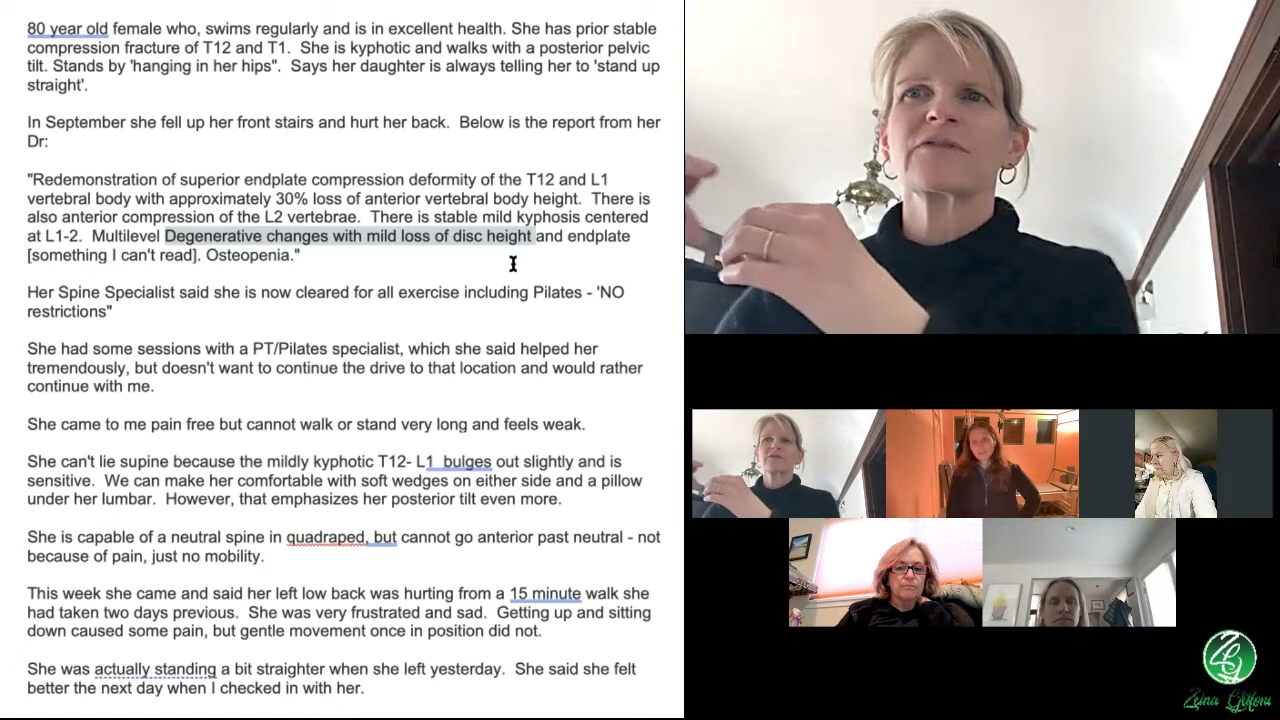 80 year old female who, swims regularly and is in excellent health. She has prior stable
compression fracture of T12 and T1.  She is kyphotic and walks with a posterior pelvic
tilt. Stands by 'hanging in her hips".  Says her daughter is always telling her to 'stand up
straight'.
In September she fell up her front stairs and hurt her back.  Below is the report from her
Dr:
"Redemonstration of superior endplate compression deformity of the T12 and L1
vertebral body with approximately 30% loss of anterior vertebral body height.  There is
also anterior compression of the L2 vertebrae.  There is stable mild kyphosis centered
at L1-2.  Multilevel Degenerative changes with mild loss of disc height and endplate
[something I can't read]. Osteopenia."
Her Spine Specialist said she is now cleared for all exercise including Pilates - 'NO
restrictions"
She had some sessions with a PT/Pilates specialist, which she said helped her
tremendously, but doesn't want to continue the drive to that location and would rather
continue with me.
She came to me pain free but cannot walk or stand very long and feels weak.
She can't lie supine because the mildly kyphotic T12- L1  bulges out slightly and is
sensitive.  We can make her comfortable with soft wedges on either side and a pillow
under her lumbar.  However, that emphasizes her posterior tilt even more.
She is capable of a neutral spine in quadraped, but cannot go anterior past neutral - not
because of pain, just no mobility.
This week she came and said her left low back was hurting from a 15 minute walk she
had taken two days previous.  She was very frustrated and sad.  Getting up and sitting
down caused some pain, but gentle movement once in position did not.
She was actually standing a bit straighter when she left yesterday.  She said she felt
better the next day when I checked in with her.
Zeina Grifoni